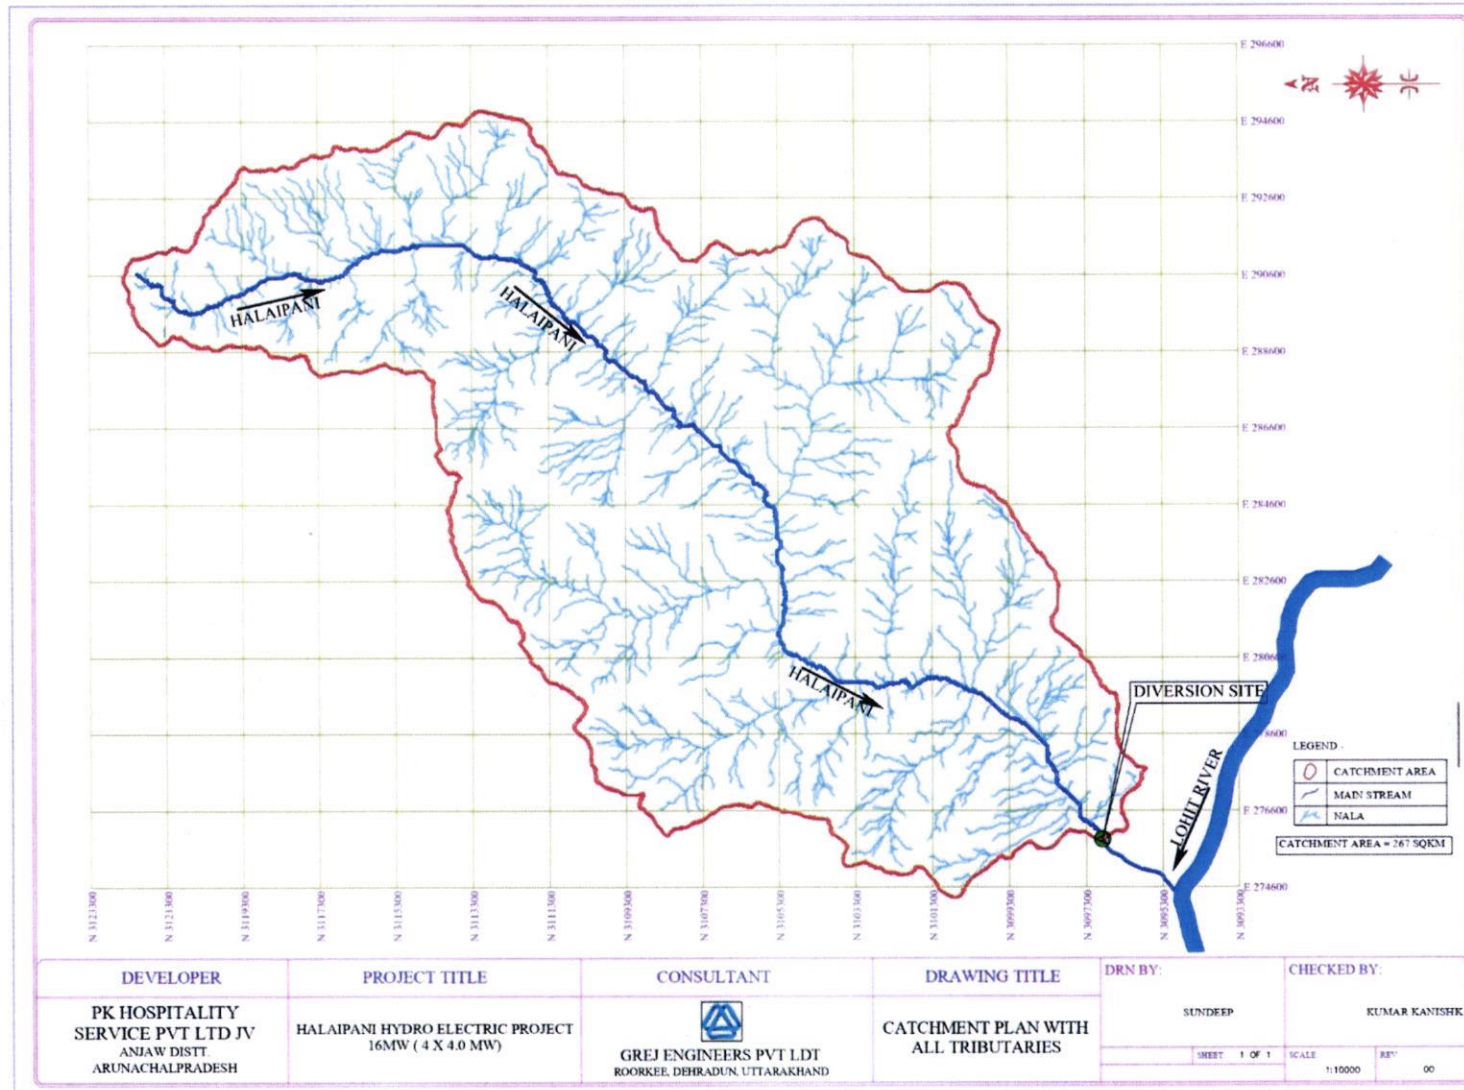 E 296600
N
E 294600
E 292600
E 290600
E 288600
E 286600
E 284600
E 282600
E 280600
E 278600
E 276600
E 274600
HALAIPANI
HALAIPANI
HALAIPANI
DIVERSION SITE
LOHIT RIVER
LEGEND -
CATCHMENT AREA
MAIN STREAM
NALA
CATCHMENT AREA = 267 SQKM
N 3123300
N 3121300
N 3119300
N 3117300
N 3115300
N 3113300
N 3111300
N 3109300
N 3107300
N 3105300
N 3103300
N 3101300
N 3099300
N 3097300
N 3095300
N 3093300
DEVELOPER
PK HOSPITALITY
SERVICE PVT LTD JV
ANJAW DISTT.
ARUNACHALPRADESH
PROJECT TITLE
HALAIPANI HYDRO ELECTRIC PROJECT
16MW ( 4 X 4.0 MW)
CONSULTANT
GREJ ENGINEERS PVT LDT
ROORKEE, DEHRADUN, UTTARAKHAND
DRAWING TITLE
CATCHMENT PLAN WITH
ALL TRIBUTARIES
DRN BY:
SUNDEEP
CHECKED BY:
KUMAR KANISHK
SHEET 1 OF 1
SCALE
1:10000
REV
00